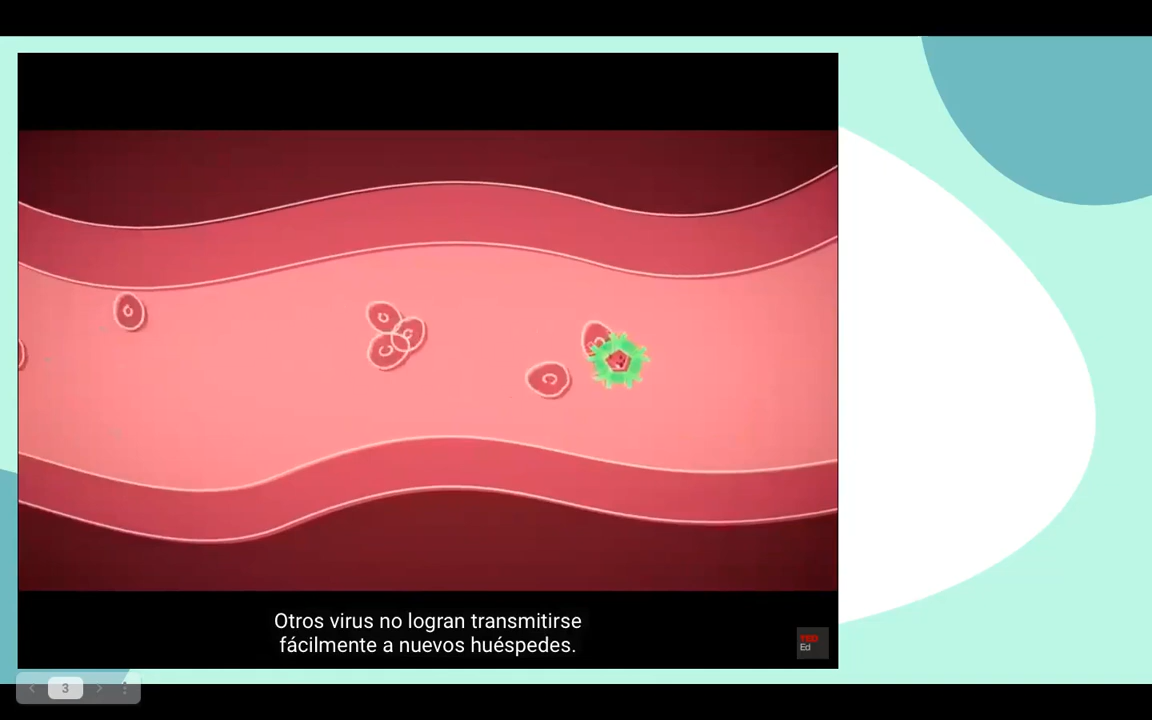 Otros virus no logran transmitirse
fácilmente a nuevos huéspedes.
TED
Ed
3